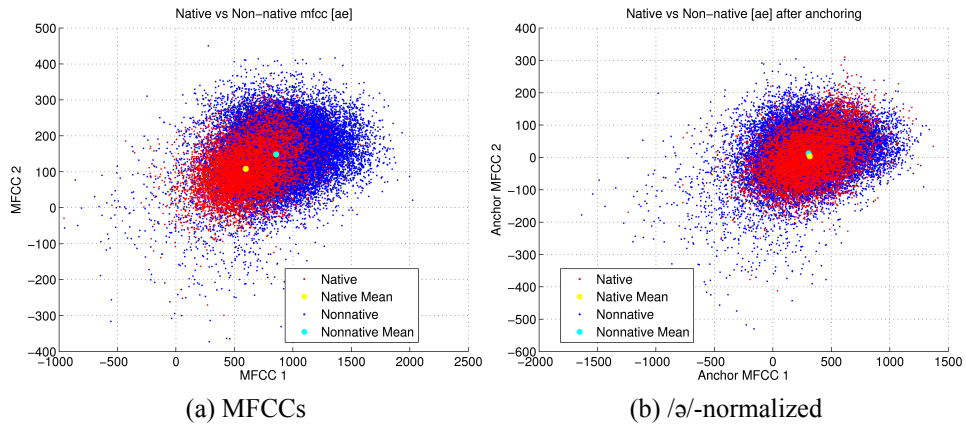 Native vs Non−native mfcc [ae]
500
400
300
200
100
0
−100
−200
−300
−400
MFCC 2
−1000 −500 0 500 1000 1500 2000 2500
MFCC 1
Native
Native Mean
Nonnative
Nonnative Mean
(a) MFCCs
Native vs Non−native [ae] after anchoring
400
300
200
100
0
−100
−200
−300
−400
−500
−600
Anchor MFCC 2
−2000 −1500 −1000 −500 0 500 1000 1500
Anchor MFCC 1
Native
Native Mean
Nonnative
Nonnative Mean
(b) /ə/-normalized